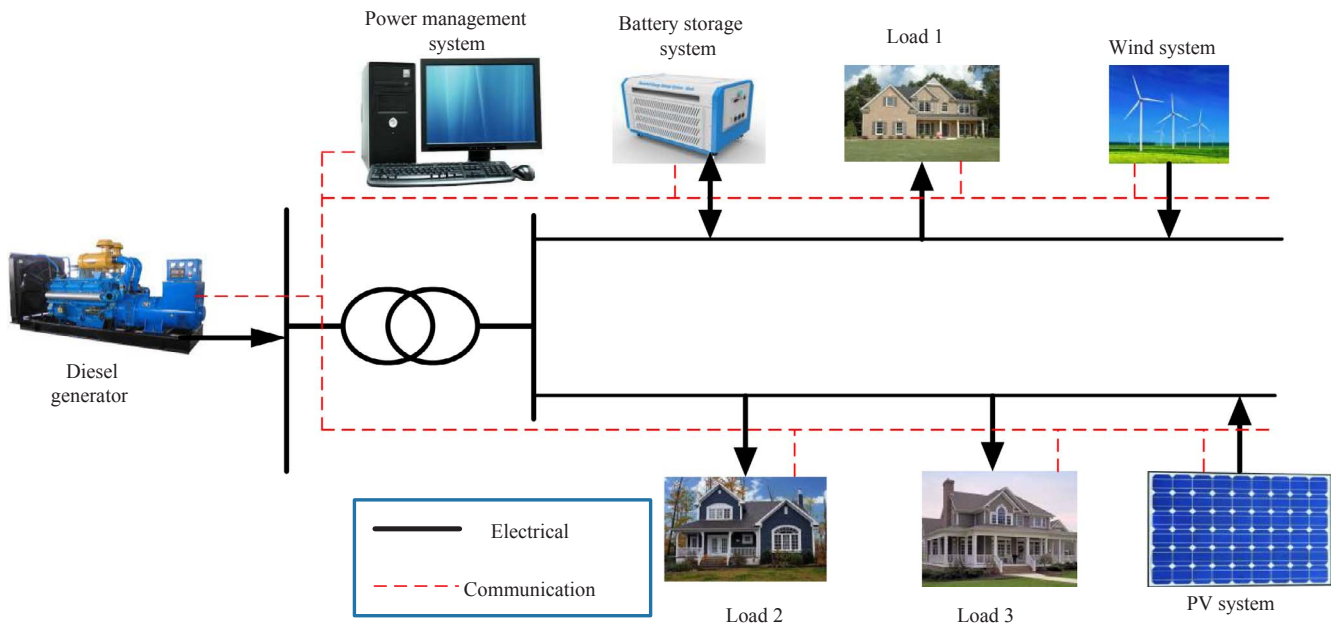 Power management
system
Battery storage
system
Load 1
Wind system
Diesel
generator
Electrical
Communication
Load 2
Load 3
PV system